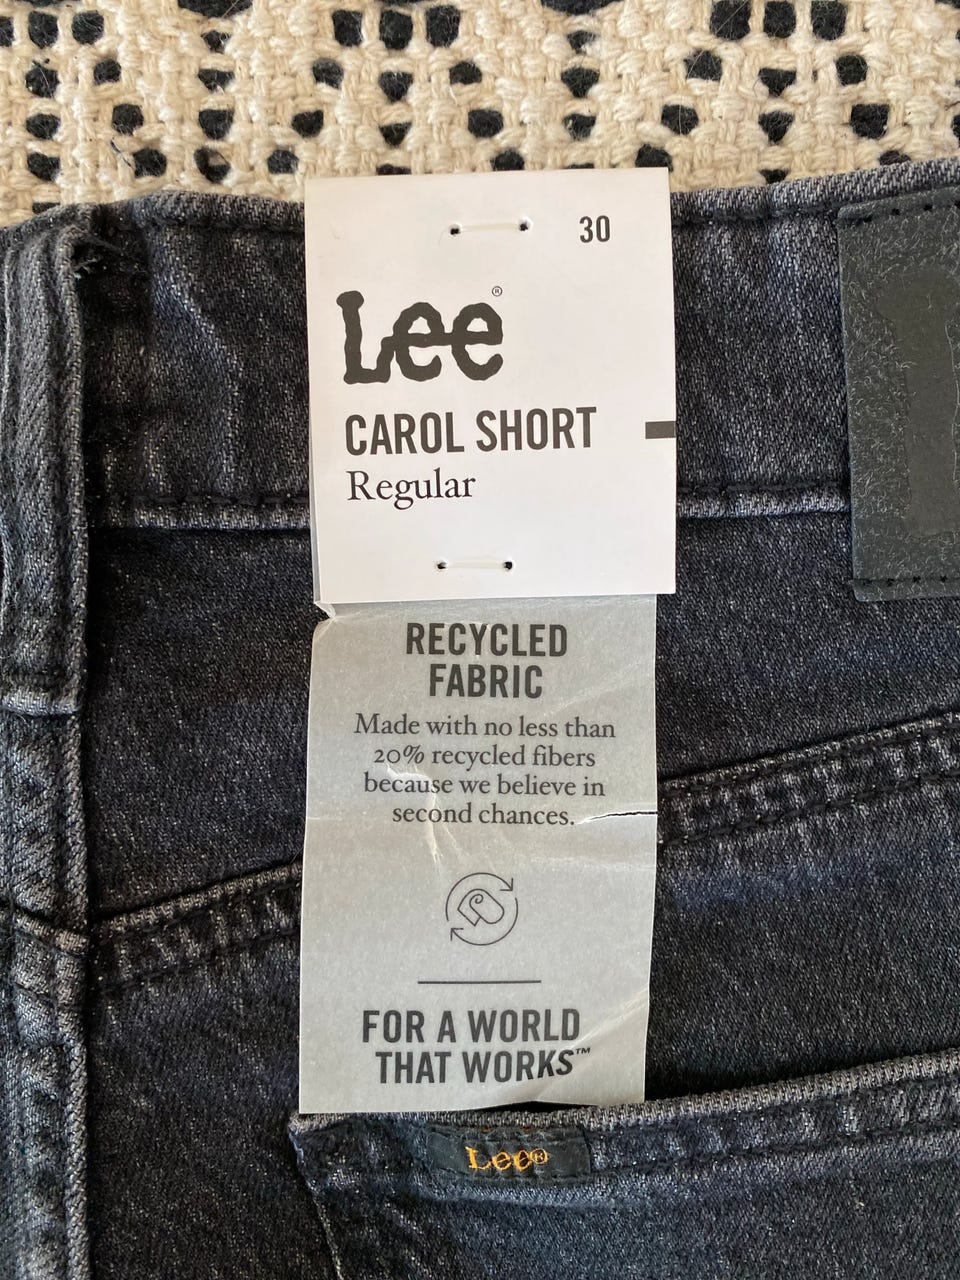 30
Lee®
CAROL SHORT
Regular
RECYCLED
FABRIC
Made with no less than
20% recycled fibers
because we believe in
second chances.
FOR A WORLD
THAT WORKS™
Lee®